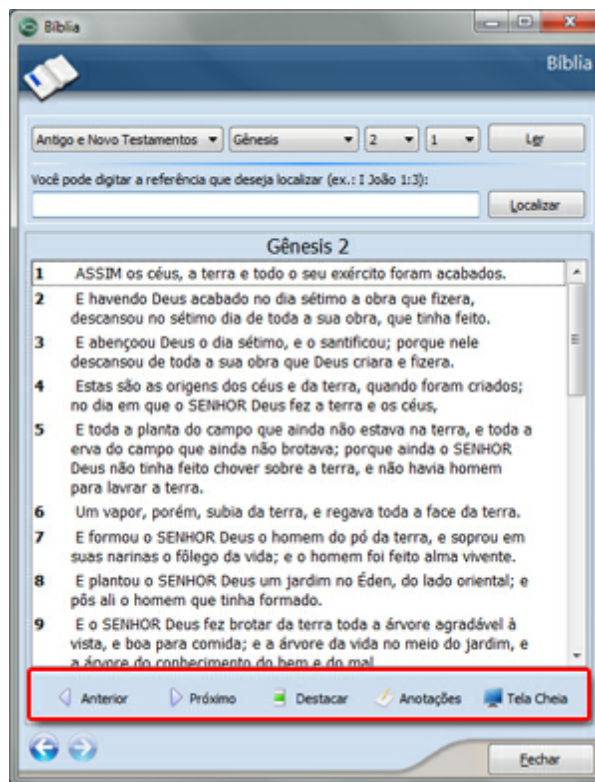 Bíblia
Bíblia
Antigo e Novo Testamentos Gênesis 2 1 Ler
Você pode digitar a referência que deseja localizar (ex.: I João 1:3):
Localizar
Gênesis 2
1 ASSIM os céus, a terra e todo o seu exército foram acabados.
2 E havendo Deus acabado no dia sétimo a obra que fizera,
descansou no sétimo dia de toda a sua obra, que tinha feito.
3 E abençoou Deus o dia sétimo, e o santificou; porque nele
descansou de toda a sua obra que Deus criara e fizera.
4 Estas são as origens dos céus e da terra, quando foram criados;
no dia em que o SENHOR Deus fez a terra e os céus,
5 E toda a planta do campo que ainda não estava na terra, e toda a
erva do campo que ainda não brotava; porque ainda o SENHOR
Deus não tinha feito chover sobre a terra, e não havia homem
para lavrar a terra.
6 Um vapor, porém, subia da terra, e regava toda a face da terra.
7 E formou o SENHOR Deus o homem do pó da terra, e soprou em
suas narinas o fôlego da vida; e o homem foi feito alma vivente.
8 E plantou o SENHOR Deus um jardim no Éden, do lado oriental; e
pôs ali o homem que tinha formado.
9 E o SENHOR Deus fez brotar da terra toda a árvore agradável à
vista, e boa para comida; e a árvore da vida no meio do jardim, e
a árvore do conhecimento do bem e do mal
Anterior Próximo Destacar Anotações Tela Cheia
Fechar